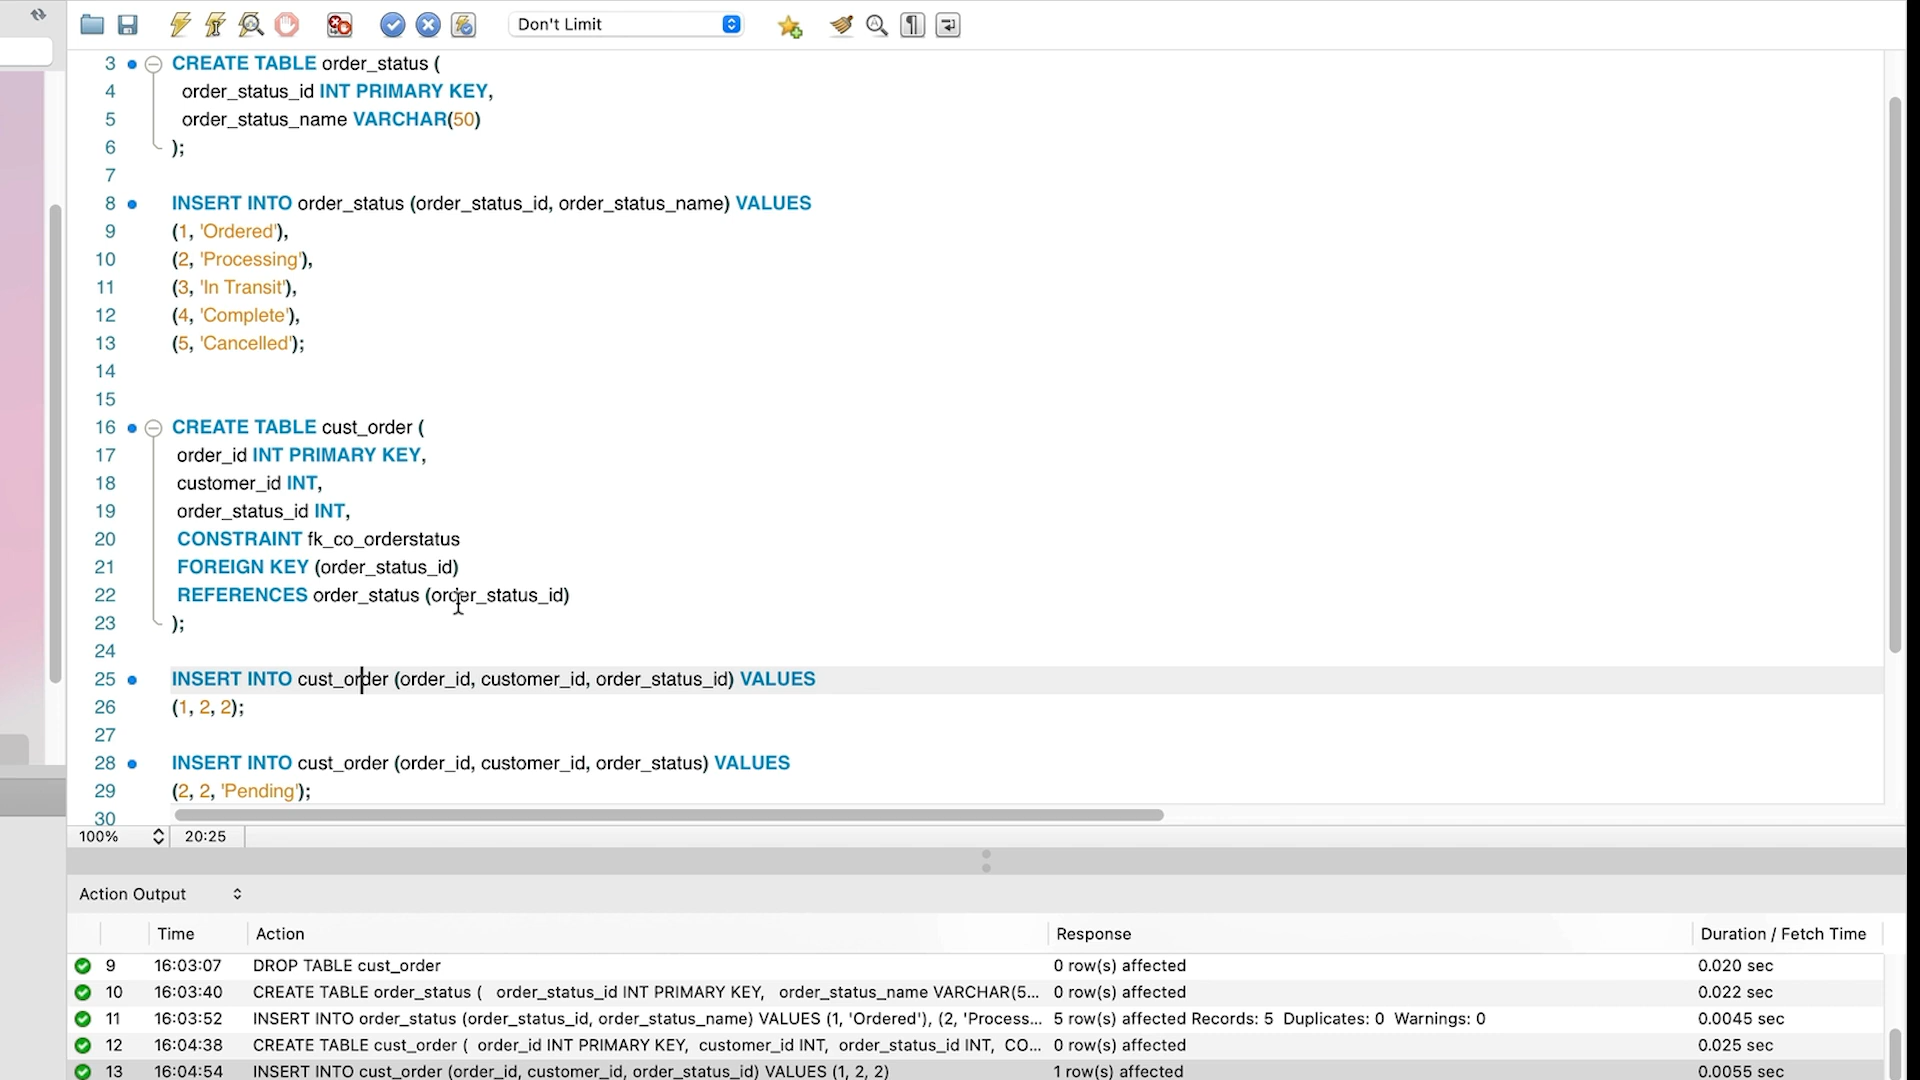 Don't Limit
3 CREATE TABLE order_status (
4 order_status_id INT PRIMARY KEY,
5 order_status_name VARCHAR(50)
6 );
7
8 INSERT INTO order_status (order_status_id, order_status_name) VALUES
9 (1, 'Ordered'),
10 (2, 'Processing'),
11 (3, 'In Transit'),
12 (4, 'Complete'),
13 (5, 'Cancelled');
14
15
16 CREATE TABLE cust_order (
17 order_id INT PRIMARY KEY,
18 customer_id INT,
19 order_status_id INT,
20 CONSTRAINT fk_co_orderstatus
21 FOREIGN KEY (order_status_id)
22 REFERENCES order_status (order_status_id)
23 );
24
25 INSERT INTO cust_order (order_id, customer_id, order_status_id) VALUES
26 (1, 2, 2);
27
28 INSERT INTO cust_order (order_id, customer_id, order_status) VALUES
29 (2, 2, 'Pending');
30
100% 20:25
Action Output
Time Action Response Duration / Fetch Time
9 16:03:07 DROP TABLE cust_order 0 row(s) affected 0.020 sec
10 16:03:40 CREATE TABLE order_status ( order_status_id INT PRIMARY KEY, order_status_name VARCHAR(5... 0 row(s) affected 0.022 sec
11 16:03:52 INSERT INTO order_status (order_status_id, order_status_name) VALUES (1, 'Ordered'), (2, 'Process... 5 row(s) affected Records: 5 Duplicates: 0 Warnings: 0 0.0045 sec
12 16:04:38 CREATE TABLE cust_order ( order_id INT PRIMARY KEY, customer_id INT, order_status_id INT, CO... 0 row(s) affected 0.025 sec
13 16:04:54 INSERT INTO cust_order (order_id, customer_id, order_status_id) VALUES (1, 2, 2) 1 row(s) affected 0.0055 sec